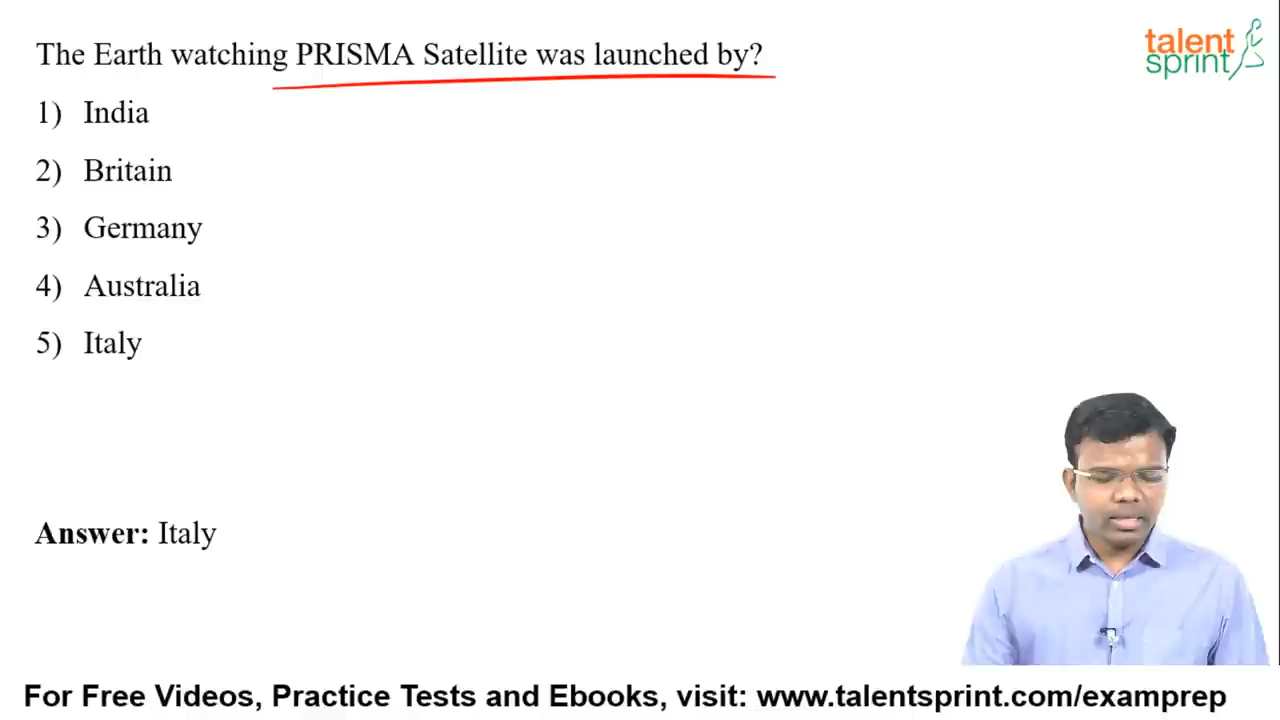 The Earth watching PRISMA Satellite was launched by?
talent
sprint
1) India
2) Britain
3) Germany
4) Australia
5) Italy
Answer: Italy
For Free Videos, Practice Tests and Ebooks, visit: www.talentsprint.com/examprep